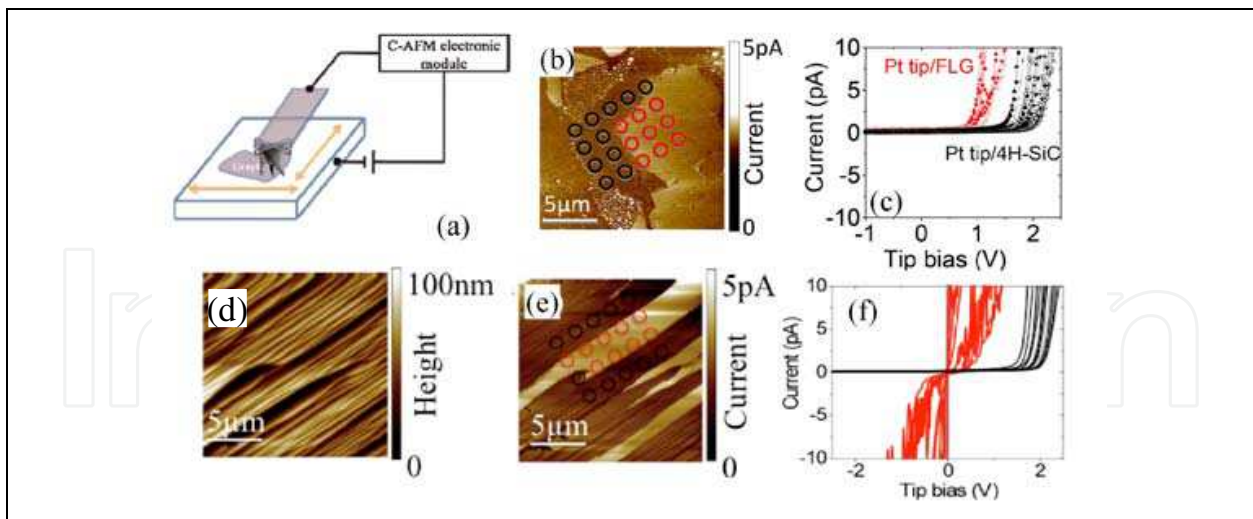 C-AFM electronic
module
(a)
(b)
5µm
5pA
Current
0
10
5
0
-5
-10
Current (pA)
Pt tip/FLG
Pt tip/4H-SiC
(c)
-1
0
1
2
Tip bias (V)
(d)
5µm
100nm
Height
0
(e)
5µm
5pA
Current
0
10
5
0
-5
-10
Current (pA)
(f)
-2
0
2
Tip bias (V)